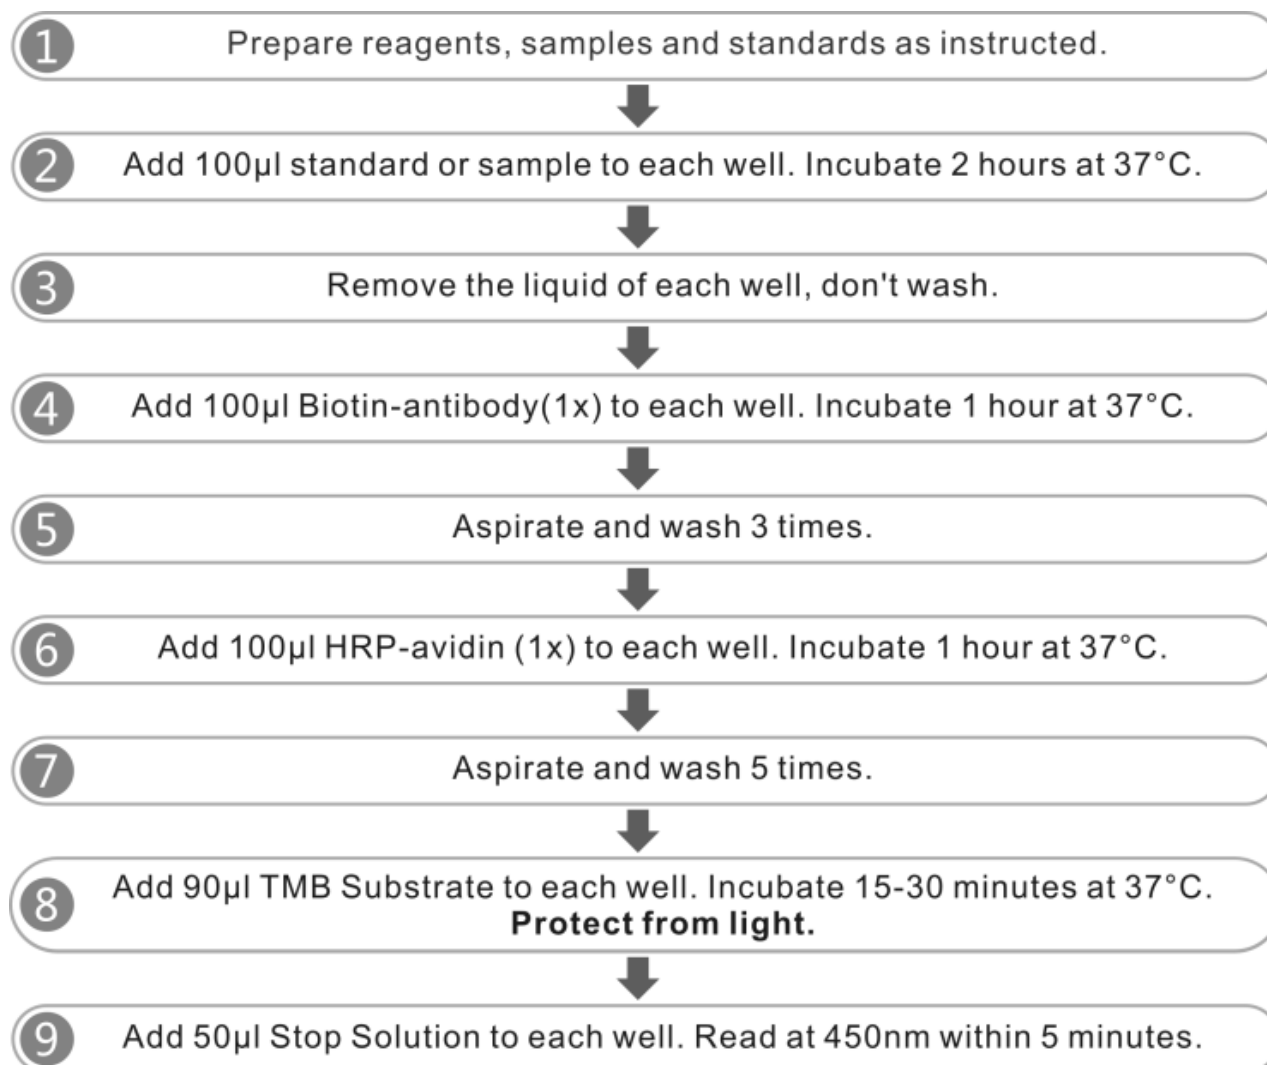 1 Prepare reagents, samples and standards as instructed.
2 Add 100µl standard or sample to each well. Incubate 2 hours at 37°C.
3 Remove the liquid of each well, don't wash.
4 Add 100µl Biotin-antibody(1x) to each well. Incubate 1 hour at 37°C.
5 Aspirate and wash 3 times.
6 Add 100µl HRP-avidin (1x) to each well. Incubate 1 hour at 37°C.
7 Aspirate and wash 5 times.
8 Add 90µl TMB Substrate to each well. Incubate 15-30 minutes at 37°C.
Protect from light.
9 Add 50µl Stop Solution to each well. Read at 450nm within 5 minutes.